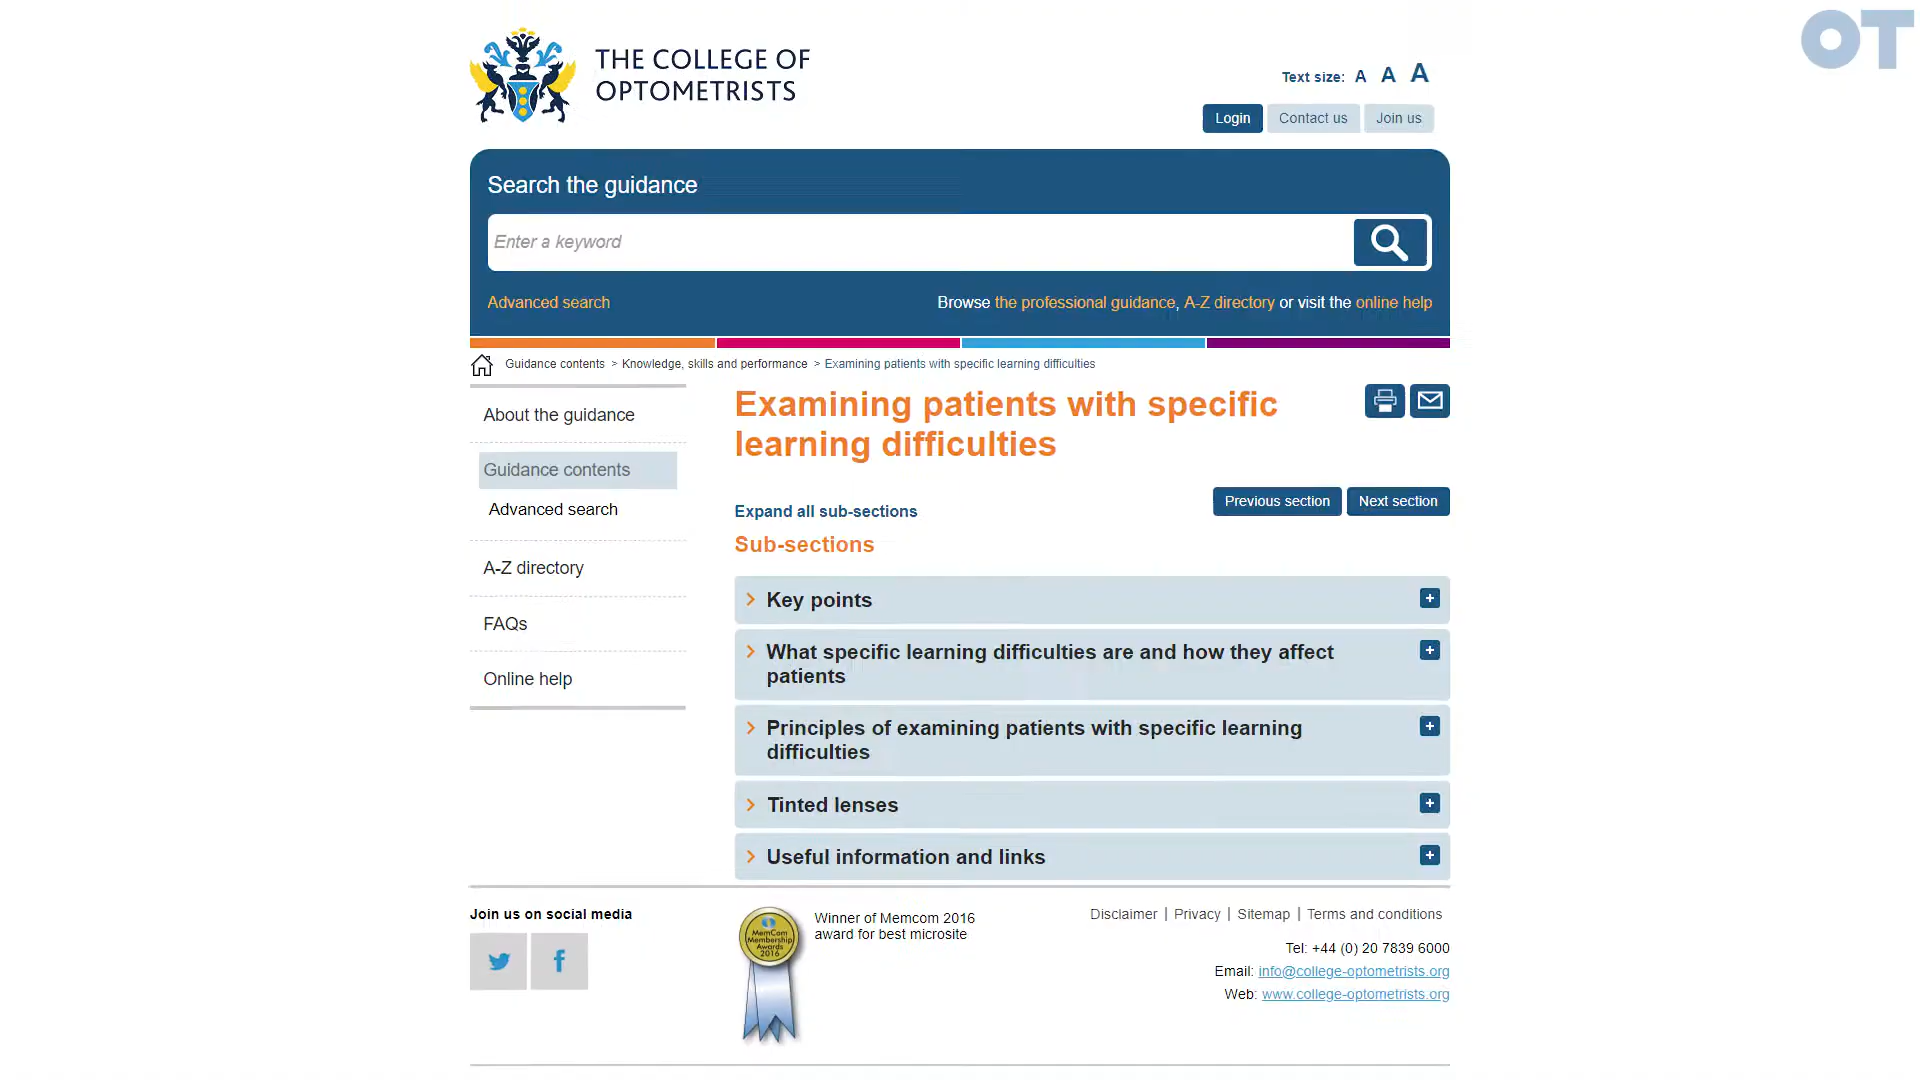 OT
THE COLLEGE OF
OPTOMETRISTS
Text size: A A A
Login Contact us Join us
Search the guidance
Enter a keyword
Advanced search
Browse the professional guidance, A-Z directory or visit the online help
Guidance contents > Knowledge, skills and performance > Examining patients with specific learning difficulties
About the guidance
Guidance contents
Advanced search
A-Z directory
FAQs
Online help
Examining patients with specific
learning difficulties
Previous section Next section
Expand all sub-sections
Sub-sections
Key points
What specific learning difficulties are and how they affect
patients
Principles of examining patients with specific learning
difficulties
Tinted lenses
Useful information and links
Join us on social media
MemCom
Membership
Awards
2016
Winner of Memcom 2016
award for best microsite
Disclaimer | Privacy | Sitemap | Terms and conditions
Tel: +44 (0) 20 7839 6000
Email: info@college-optometrists.org
Web: www.college-optometrists.org